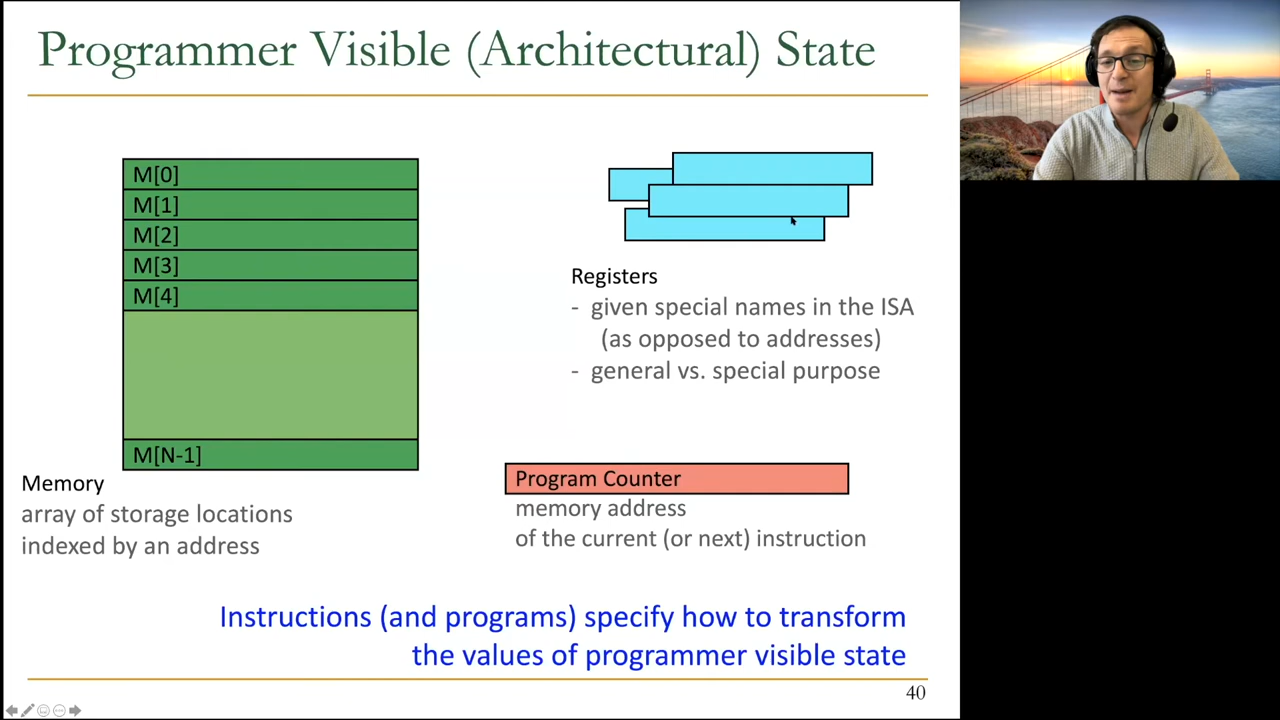 Programmer Visible (Architectural) State
M[0]
M[1]
M[2]
M[3]
M[4]
M[N-1]
Memory
array of storage locations
indexed by an address
Registers
- given special names in the ISA
(as opposed to addresses)
- general vs. special purpose
Program Counter
memory address
of the current (or next) instruction
Instructions (and programs) specify how to transform
the values of programmer visible state
40